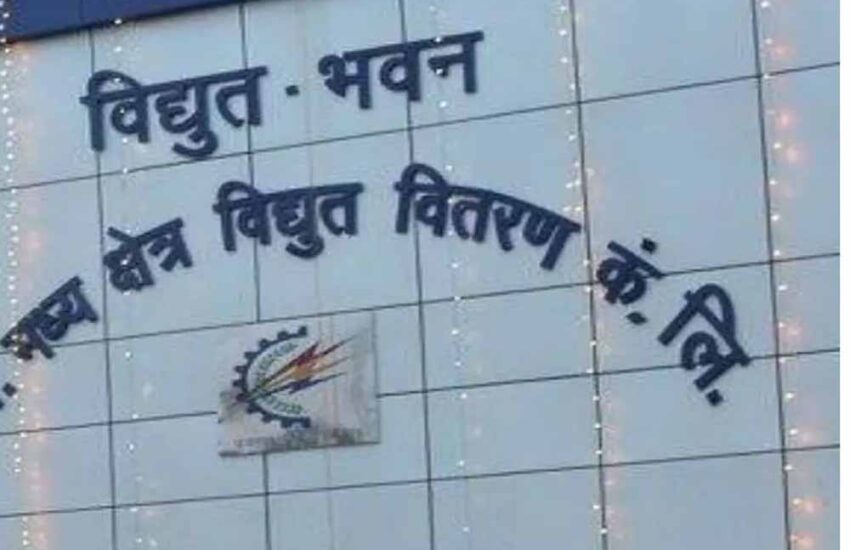 विद्युत · भवन
मध्य क्षेत्र विद्युत वितरण कं. लि.